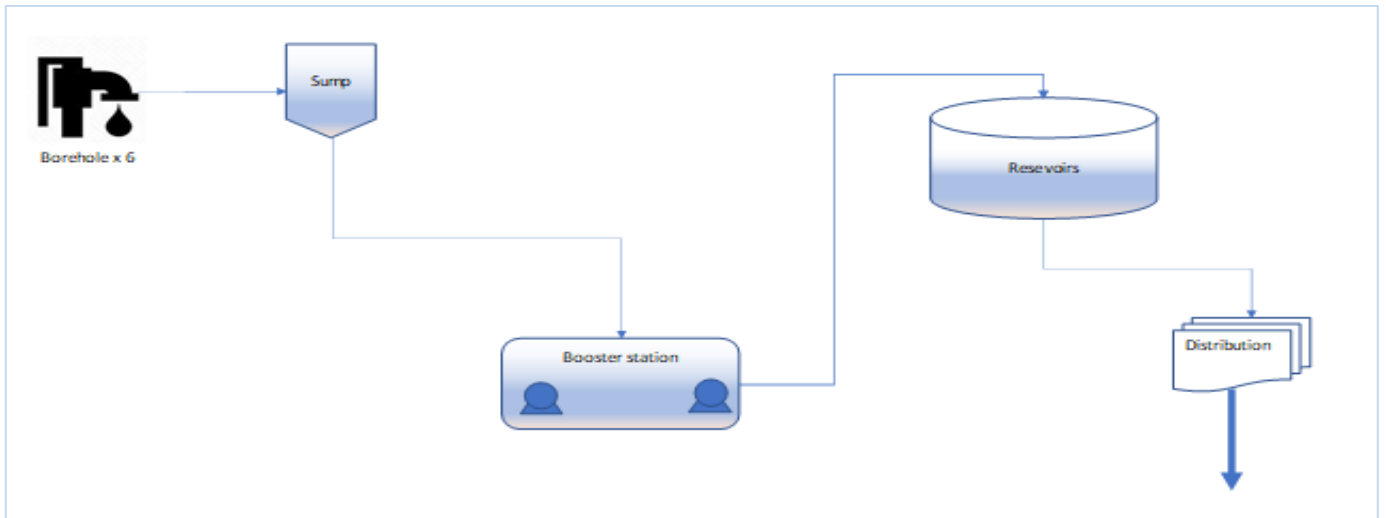 Sump
Borehole x 6
Resevoirs
Booster station
Distribution